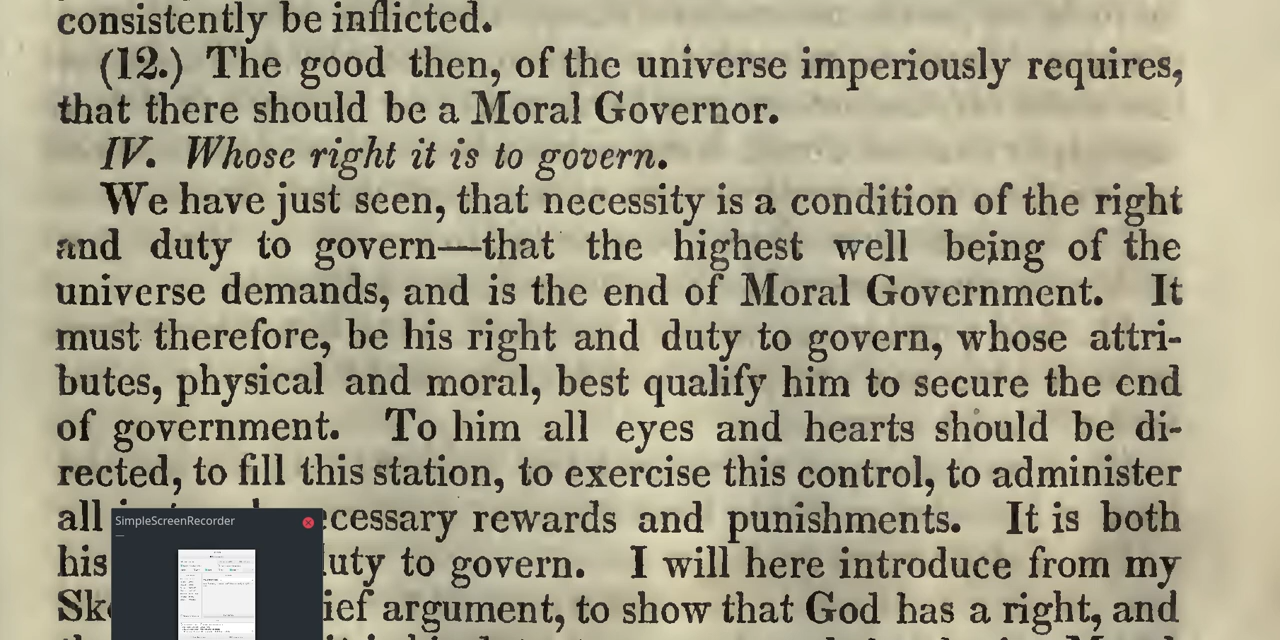 consistently be inflicted.
(12.) The good then, of the universe imperiously requires,
that there should be a Moral Governor.
IV. Whose right it is to govern.
We have just seen, that necessity is a condition of the right
and duty to govern—that the highest well being of the
universe demands, and is the end of Moral Government. It
must therefore, be his right and duty to govern, whose attri-
butes, physical and moral, best qualify him to secure the end
of government. To him all eyes and hearts should be di-
rected, to fill this station, to exercise this control, to administer
all rewards and punishments. It is both
SimpleScreenRecorder
his to govern. I will here introduce from my
argument, to show that God has a right, and